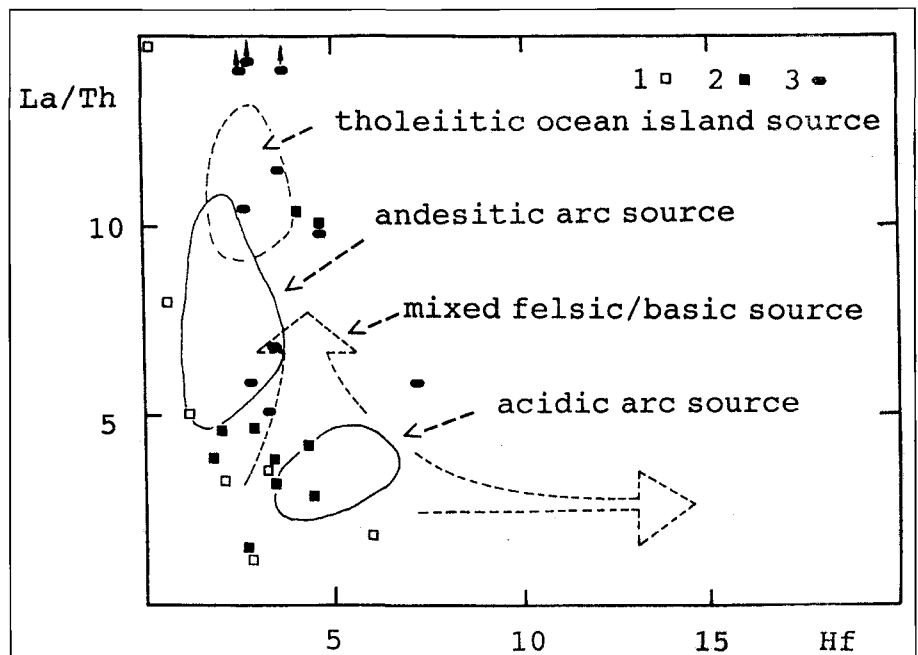 La/Th
1 2 3
tholeiitic ocean island source
10
andesitic arc source
mixed felsic/basic source
5
acidic arc source
5 10 15 Hf